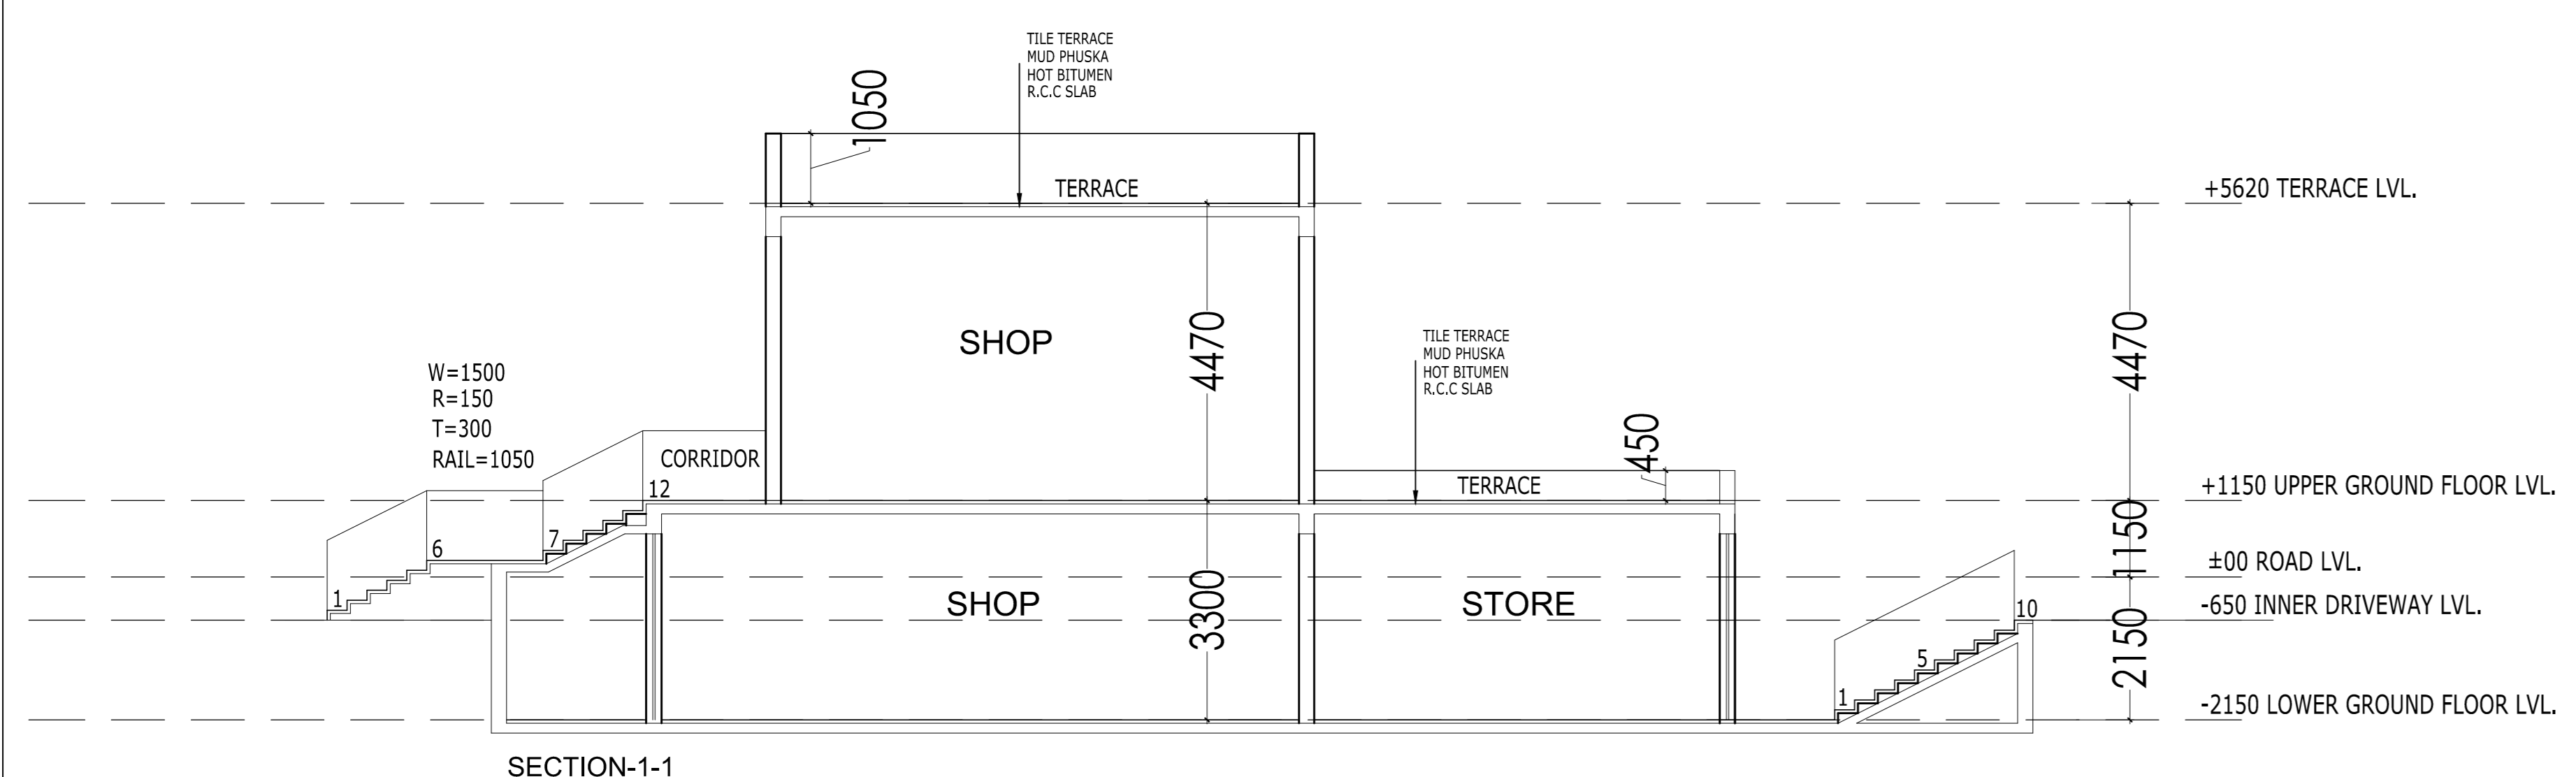 TILE TERRACE
MUD PHUSKA
HOT BITUMEN
R.C.C SLAB
1050
TERRACE
+5620 TERRACE LVL.
SHOP
4470
4470
TILE TERRACE
MUD PHUSKA
HOT BITUMEN
R.C.C SLAB
W=1500
R=150
T=300
RAIL=1050
CORRIDOR
450
TERRACE
12
+1150 UPPER GROUND FLOOR LVL.
1150
7
6
±00 ROAD LVL.
1
SHOP
3300
STORE
-650 INNER DRIVEWAY LVL.
10
2150
5
1
-2150 LOWER GROUND FLOOR LVL.
SECTION-1-1